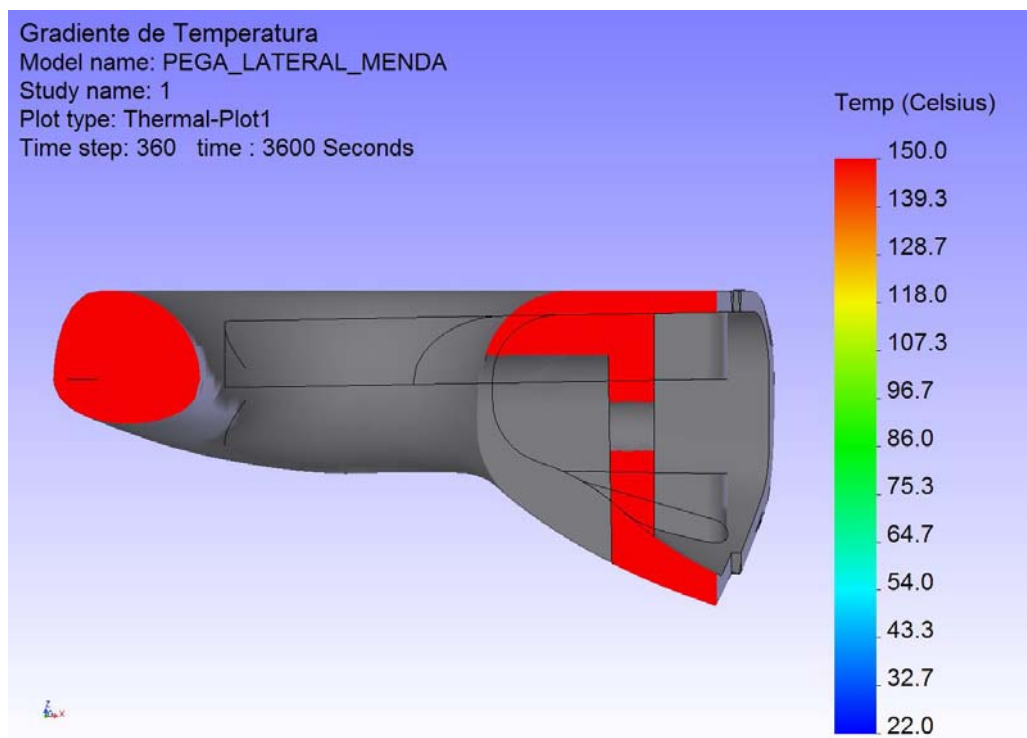 Gradiente de Temperatura
Model name: PEGA_LATERAL_MENDA
Study name: 1
Plot type: Thermal-Plot1
Time step: 360 time : 3600 Seconds
Temp (Celsius)
150.0
139.3
128.7
118.0
107.3
96.7
86.0
75.3
64.7
54.0
43.3
32.7
22.0